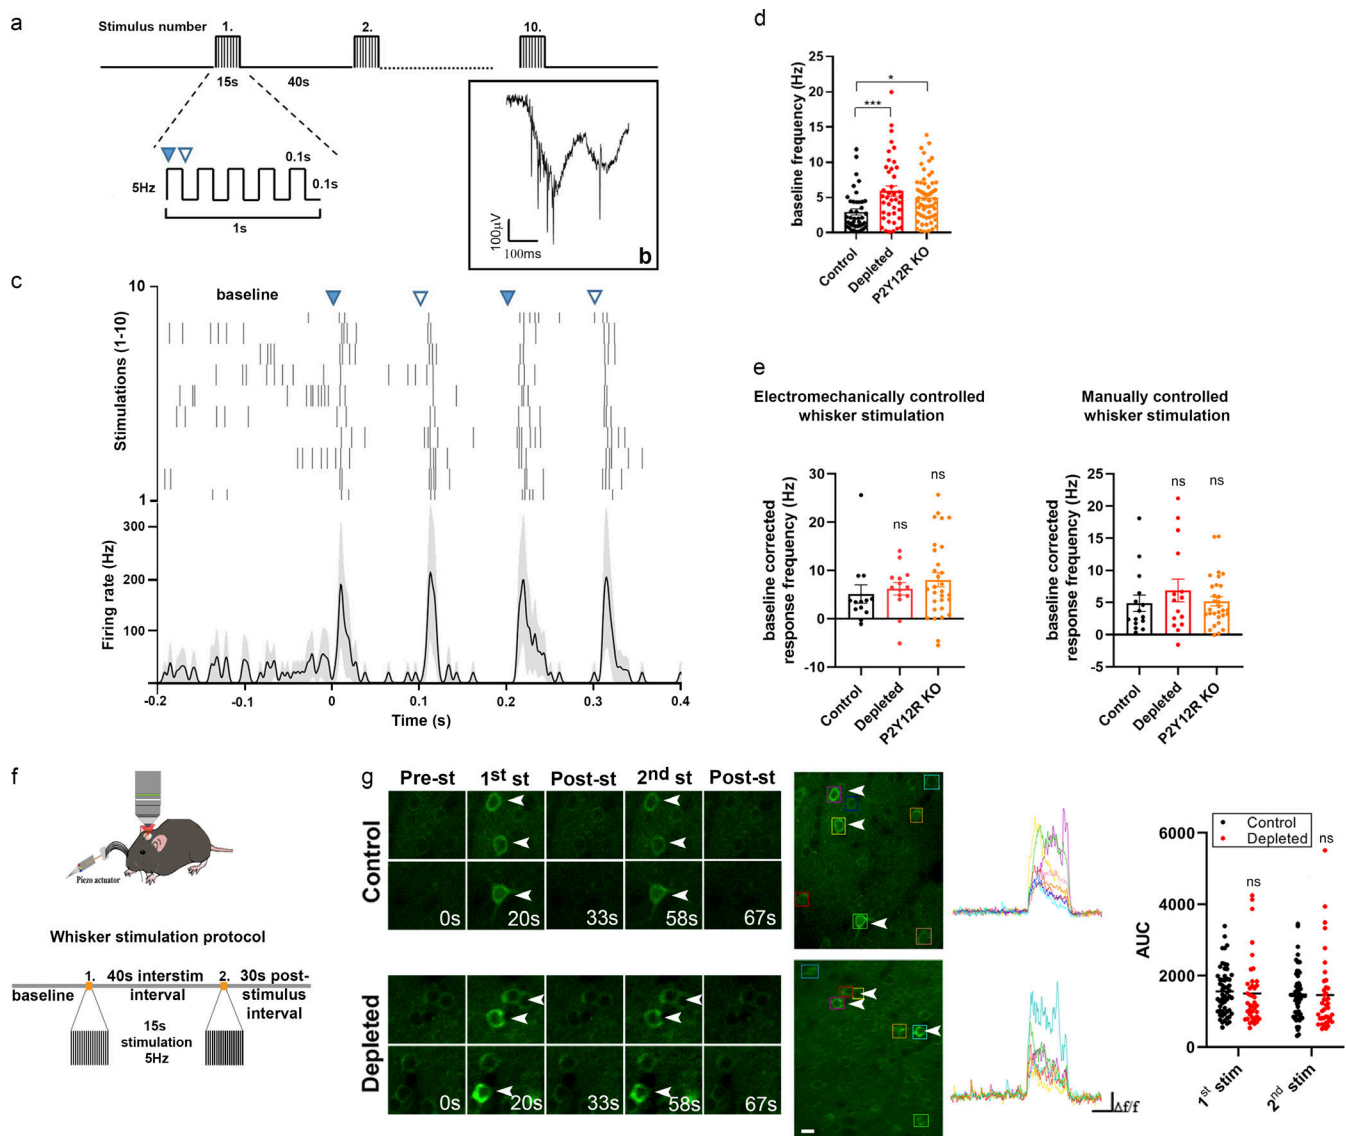 a
Stimulus number
1.
2.
10.
15s
40s
0.1s
5Hz
0.1s
1s
100µV
100ms
b
c
10
baseline
Stimulations (1-10)
1
300
200
100
Firing rate (Hz)
-0.2
-0.1
0
0.1
0.2
0.3
0.4
Time (s)
d
25
20
15
10
5
0
baseline frequency (Hz)
*
***
Control
Depleted
P2Y12R KO
e
Electromechanically controlled
whisker stimulation
30
20
10
0
-10
baseline corrected
response frequency (Hz)
ns
ns
Control
Depleted
P2Y12R KO
Manually controlled
whisker stimulation
25
20
15
10
5
0
-5
baseline corrected
response frequency (Hz)
ns
ns
Control
Depleted
P2Y12R KO
f
Piezo actuator
Whisker stimulation protocol
1.
40s interstim
interval
2.
30s post-
stimulus
interval
baseline
15s
stimulation
5Hz
g
Pre-st
1st st
Post-st
2nd st
Post-st
Control
0s
20s
33s
58s
67s
Depleted
0s
20s
33s
58s
67s
Δf/f
6000
4000
2000
0
AUC
Control
Depleted
ns
ns
1st stim
2nd stim